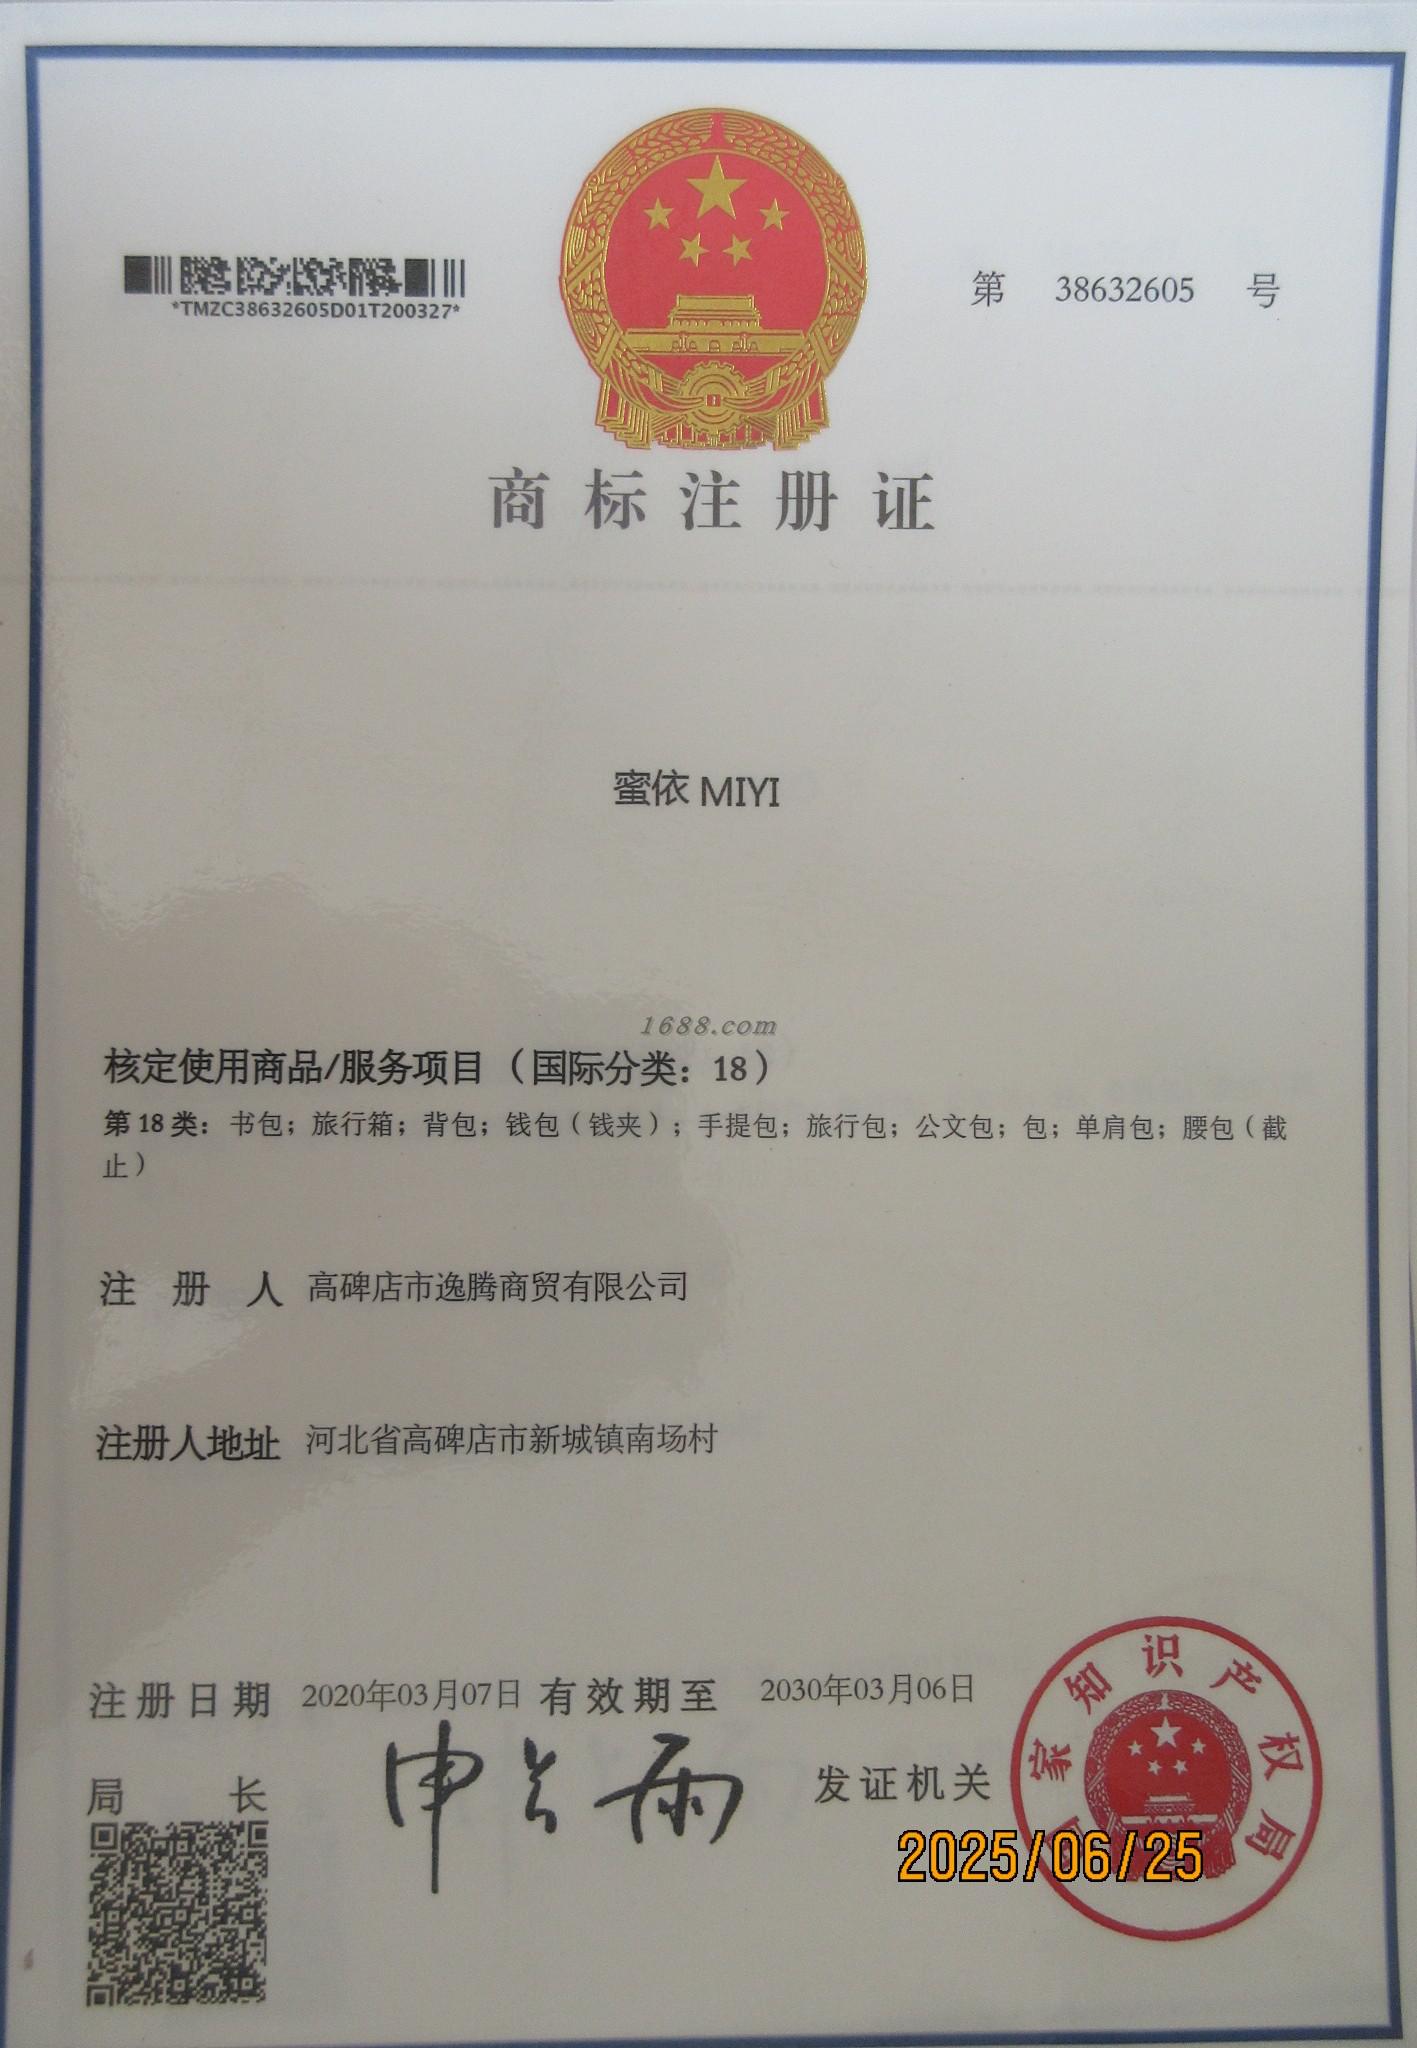 *TMZC38632605D01T200327*
第 38632605 号
商标注册证
蜜依 MIYI
1688.com
核定使用商品/服务项目（国际分类：18）
第 18 类：书包；旅行箱；背包；钱包（钱夹）；手提包；旅行包；公文包；包；单肩包；腰包（截
止）
注册人 高碑店市逸腾商贸有限公司
注册人地址 河北省高碑店市新城镇南场村
注册日期 2020年03月07日 有效期至 2030年03月06日
局长 申长雨 发证机关
国家知识产权局
2025/06/25